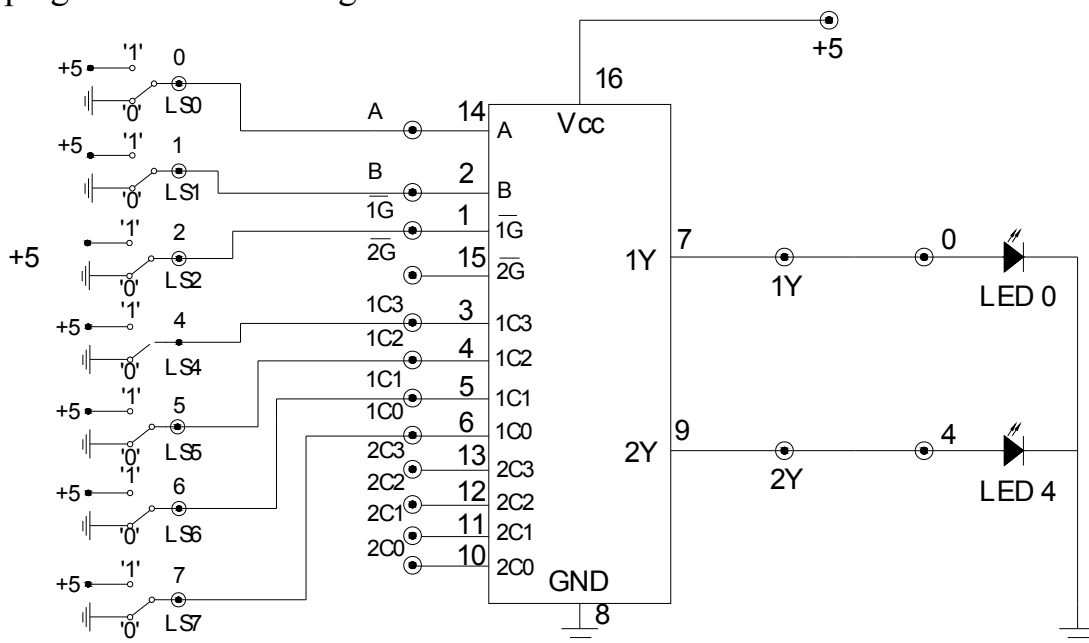 +5
'1'
0
+5
16
'0'
LS0
A
14
Vcc
A
'1'
+5
1
B
2
B
'0'
LS1
1G
1
1G
'1'
2
2G
+5
15
2G
7
0
'0'
LS2
1Y
1Y
LED 0
'1'
4
1C3
3
1C3
+5
1C2
4
1C2
'0'
LS4
1C1
5
1C1
'1'
5
1C0
6
1C0
+5
9
4
'0'
LS5
2C3
13
2C3
2Y
2Y
LED 4
'1'
6
2C2
12
2C2
+5
2C1
11
2C1
'0'
LS6
2C0
10
2C0
'1'
7
GND
+5
8
'0'
LS7